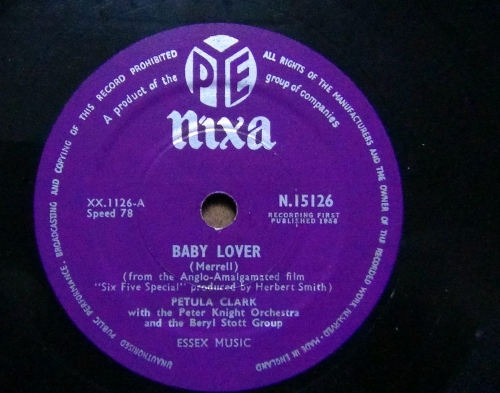 UNAUTHORISED PUBLIC PERFORMANCE, BROADCASTING AND COPYING OF THIS RECORD PROHIBITED
ALL RIGHTS OF THE MANUFACTURERS AND THE OWNER OF THE RECORDED WORK RESERVED · MADE IN ENGLAND
A product of the PYE group of companies
nixa
XX.1126-A
Speed 78
N.15126
RECORDING FIRST
PUBLISHED 1958
BABY LOVER
(Merrell)
(from the Anglo-Amalgamated film
"Six Five Special" produced by Herbert Smith)
PETULA CLARK
with the Peter Knight Orchestra
and the Beryl Stott Group
ESSEX MUSIC